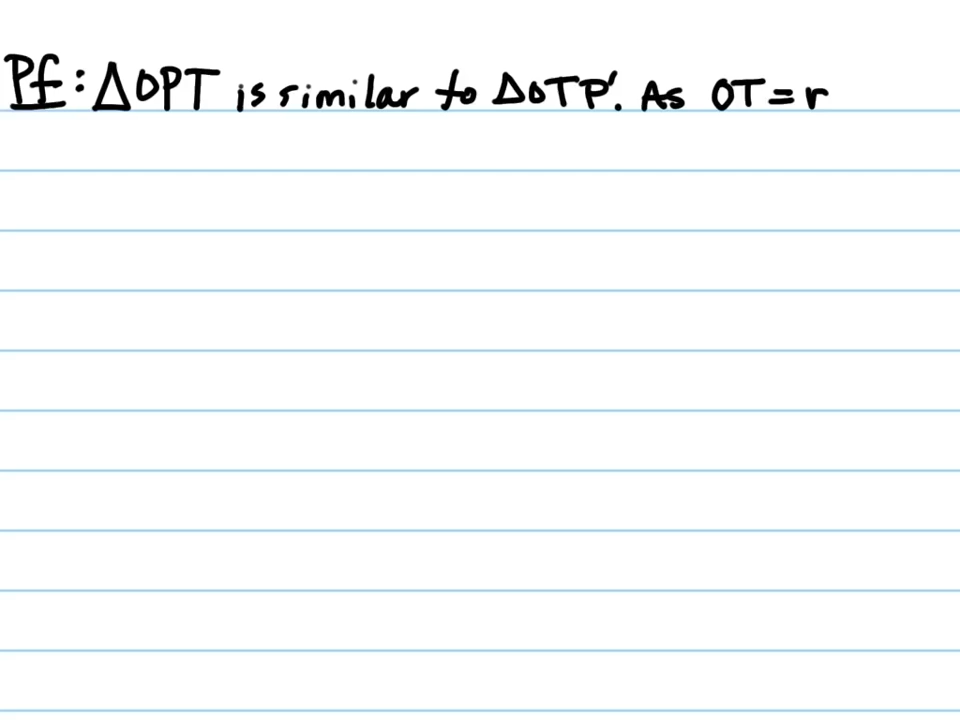 Pf: ΔOPT is similar to ΔOTP'. As OT = r